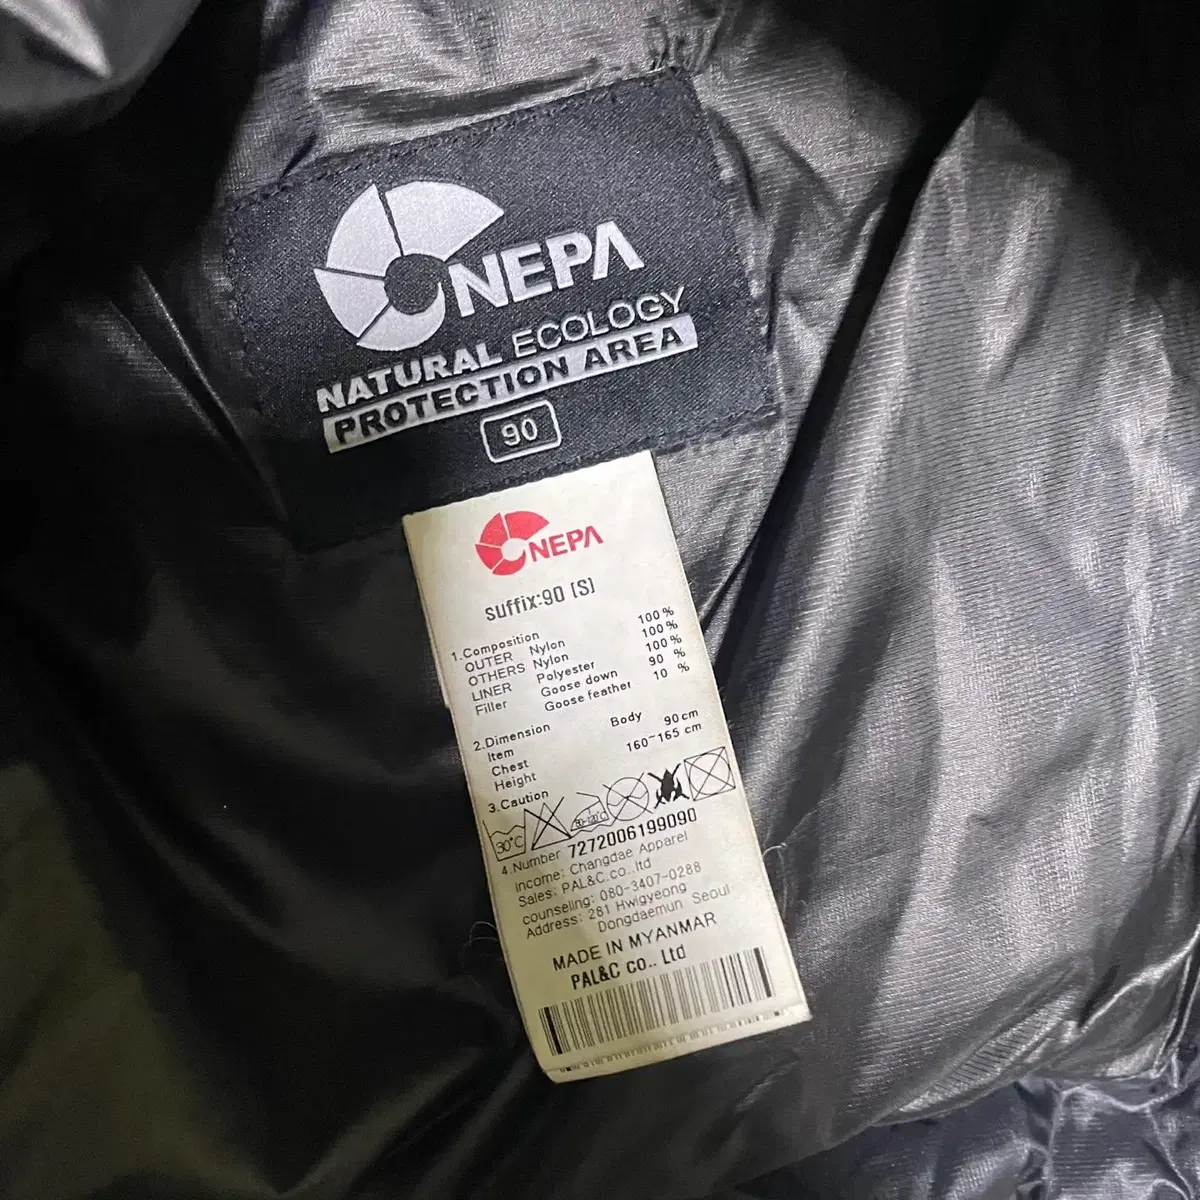 NEPA
NATURAL ECOLOGY
PROTECTION AREA
90
NEPA
suffix:90 [S]
1.Composition
OUTER Nylon 100 %
OTHERS Nylon 100 %
LINER Polyester 100 %
Filler Goose down 90 %
Goose feather 10 %
2.Dimension
Item Body
Chest 90cm
Height 160~165 cm
3.Caution
30°C
4.Number 7272006199090
income: Changdae Apparel
Sales: PAL&C.co.,ltd
counseling: 080-3407-0288
Address: 281 Hwigyeong
Dongdaemun Seoul
MADE IN MYANMAR
PAL&C co.. Ltd